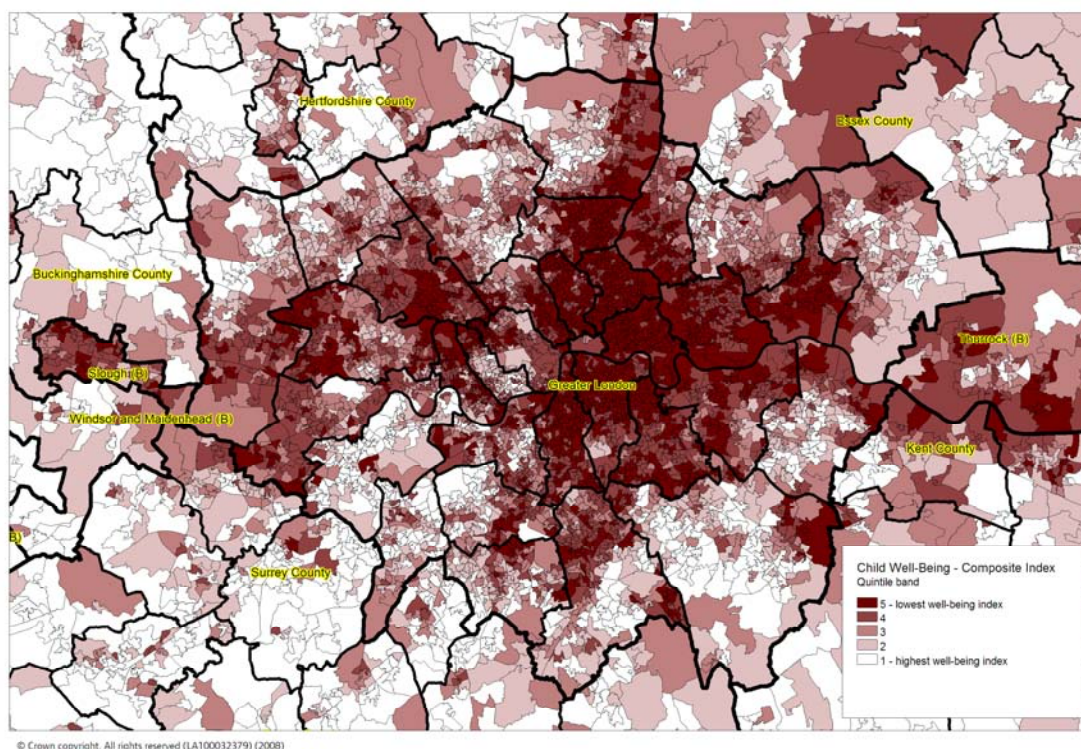 Hertfordshire County
Essex County
Buckinghamshire County
Thurrock (B)
Slough (B)
Greater London
Windsor and Maidenhead (B)
Kent County
B)
Surrey County
Child Well-Being - Composite Index
Quintile band
5 - lowest well-being index
4
3
2
1 - highest well-being index
© Crown copyright. All rights reserved (LA100032379) (2008)